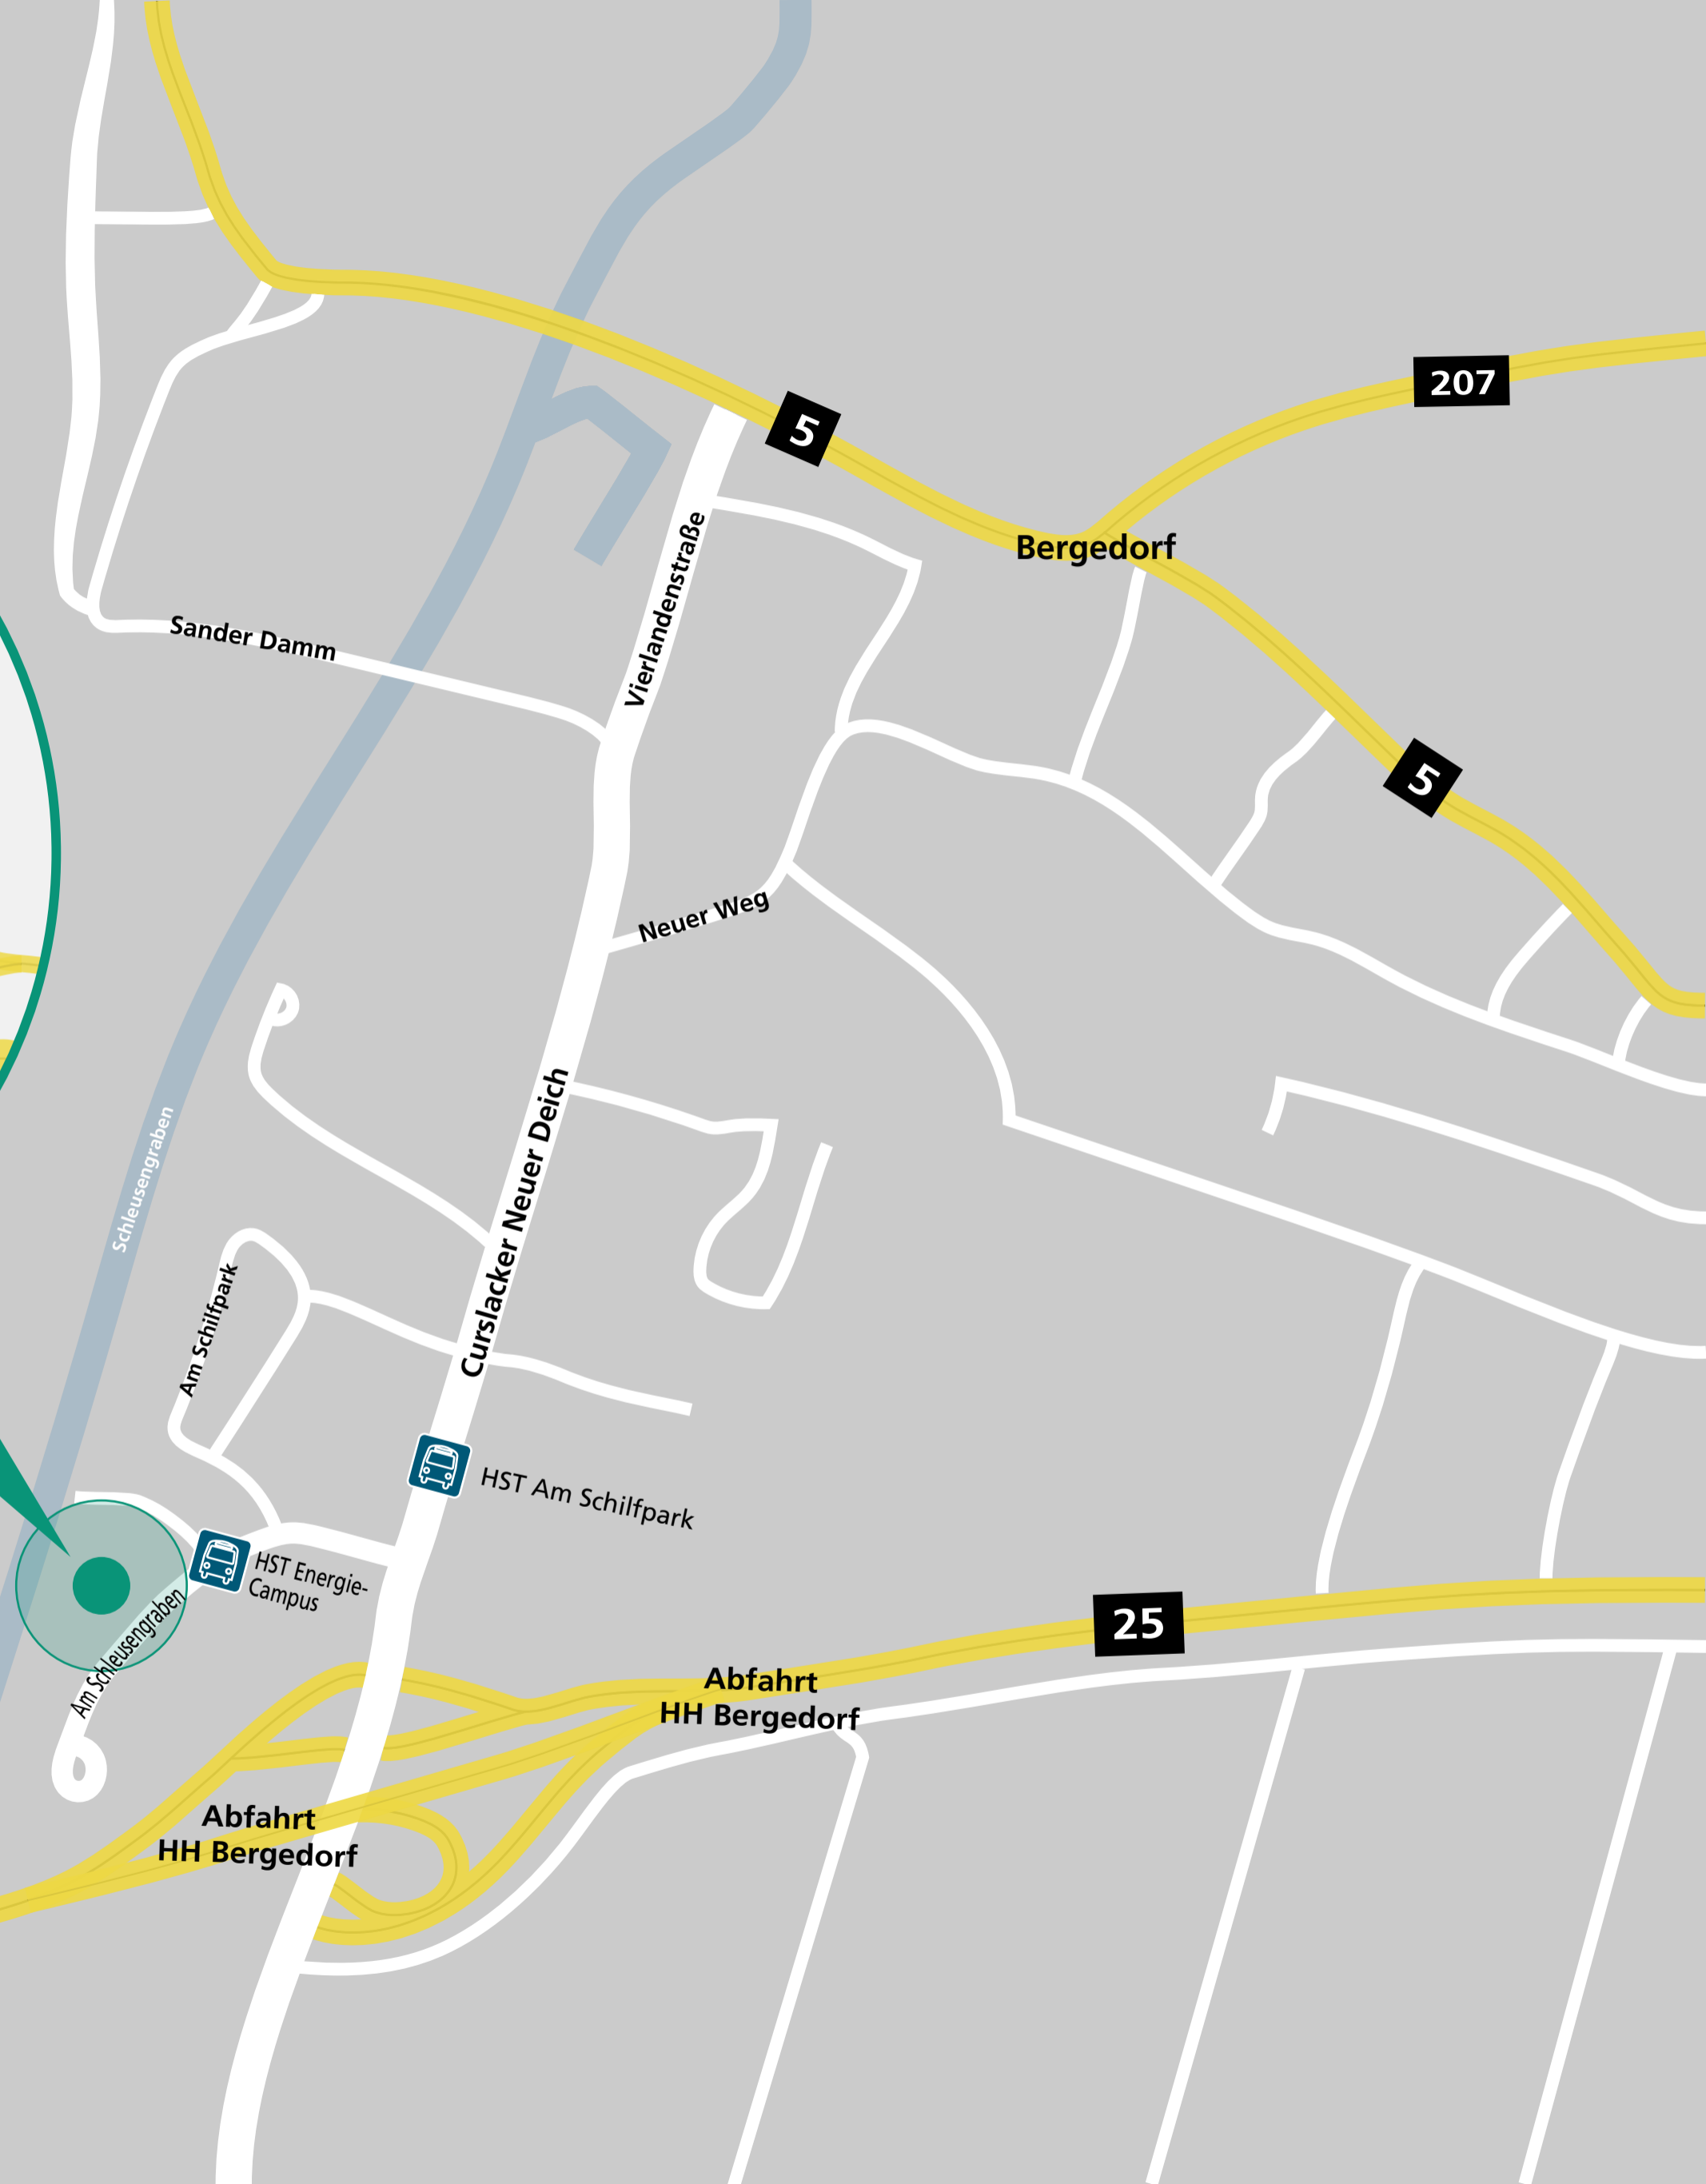 207
5
Bergedorf
Vierlandenstraße
Sander Damm
5
Neuer Weg
Curslacker Neuer Deich
Schleusengraben
Am Schilfpark
HST Am Schilfpark
HST Energie-
Campus
Am Schleusengraben
25
Abfahrt
HH Bergedorf
Abfahrt
HH Bergedorf